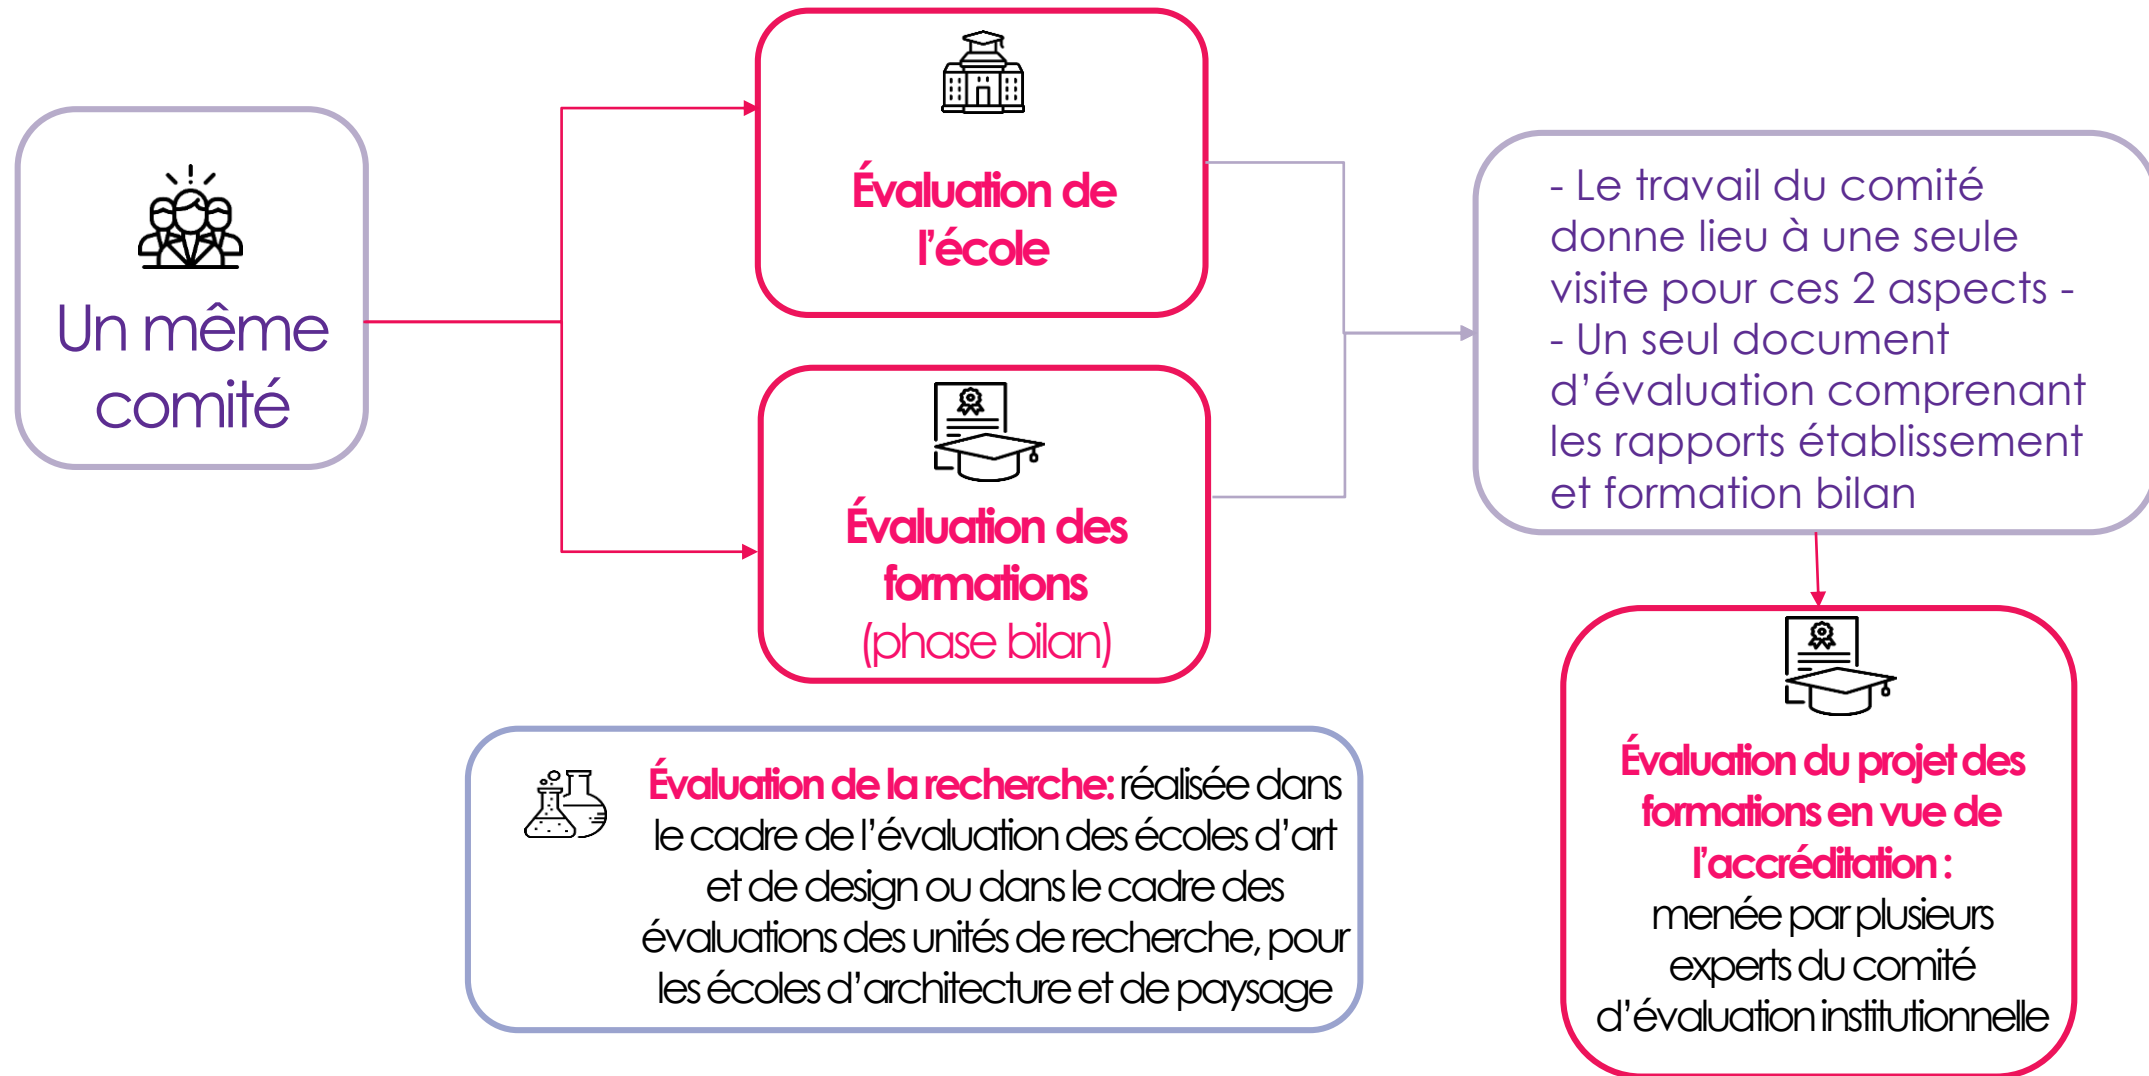 Un même
comité
Évaluation de
l’école
Évaluation des
formations
(phase bilan)
- Le travail du comité
donne lieu à une seule
visite pour ces 2 aspects -
- Un seul document
d’évaluation comprenant
les rapports établissement
et formation bilan
Évaluation de la recherche: réalisée dans
le cadre de l’évaluation des écoles d’art
et de design ou dans le cadre des
évaluations des unités de recherche, pour
les écoles d’architecture et de paysage
Évaluation du projet des
formations en vue de
l’accréditation :
menée par plusieurs
experts du comité
d’évaluation institutionnelle